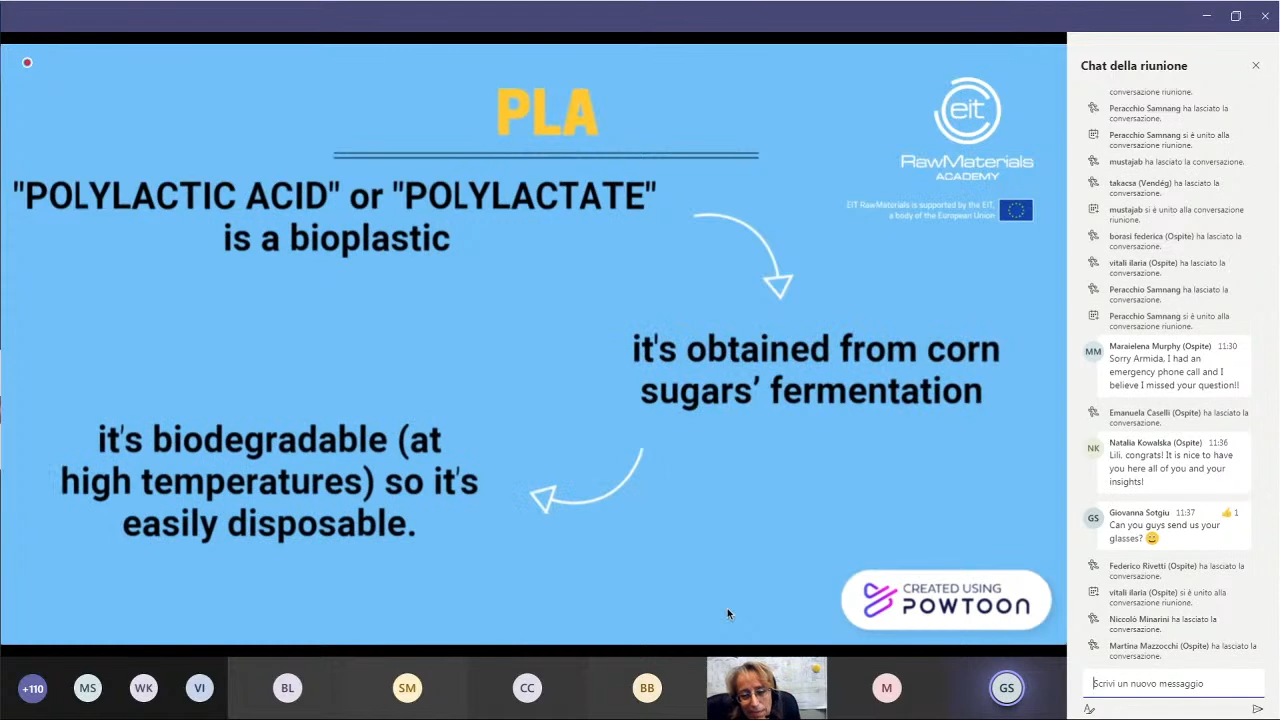 PLA
"POLYLACTIC ACID" or "POLYLACTATE"
is a bioplastic
it's obtained from corn
sugars’ fermentation
it's biodegradable (at
high temperatures) so it's
easily disposable.
eit
RawMaterials
ACADEMY
EIT RawMaterials is supported by the EIT,
a body of the European Union
CREATED USING
POWTOON
+110
MS
WK
VI
BL
SM
CC
BB
M
GS
Chat della riunione
conversazione riunione.
Peracchio Samnang ha lasciato la
conversazione.
Peracchio Samnang si è unito alla
conversazione riunione.
mustajab ha lasciato la conversazione.
takacsa (Vendég) ha lasciato la
conversazione.
mustajab si è unito alla conversazione
riunione.
borasi federica (Ospite) ha lasciato la
conversazione.
vitali ilaria (Ospite) ha lasciato la
conversazione.
Peracchio Samnang ha lasciato la
conversazione.
Peracchio Samnang si è unito alla
conversazione riunione.
MM
Maraielena Murphy (Ospite) 11:30
Sorry Armida, I had an
emergency phone call and I
believe I missed your question!!
Emanuela Caselli (Ospite) ha lasciato la
conversazione.
NK
Natalia Kowalska (Ospite) 11:36
Lili, congrats! It is nice to have
you here all of you and your
insights!
GS
Giovanna Sotgiu 11:37 👍 1
Can you guys send us your
glasses? 😄
Federico Rivetti (Ospite) ha lasciato la
conversazione.
vitali ilaria (Ospite) si è unito alla
conversazione riunione.
Niccolò Minarini ha lasciato la
conversazione.
Martina Mazzocchi (Ospite) ha lasciato la
conversazione.
Scrivi un nuovo messaggio